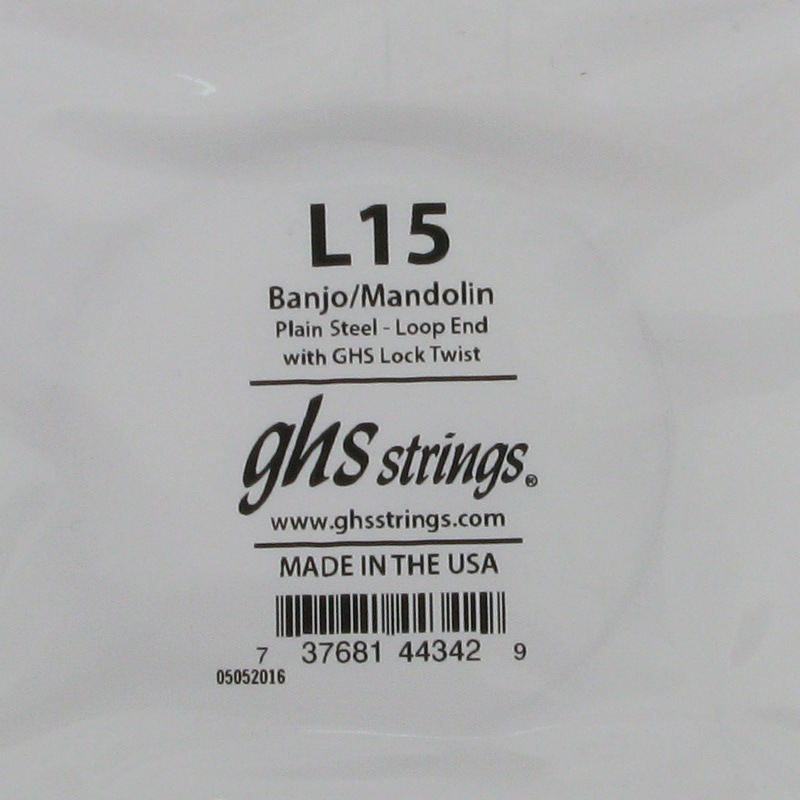 L15
Banjo/Mandolin
Plain Steel - Loop End
with GHS Lock Twist
ghs strings®
www.ghsstrings.com
MADE IN THE USA
7 37681 44342 9
05052016